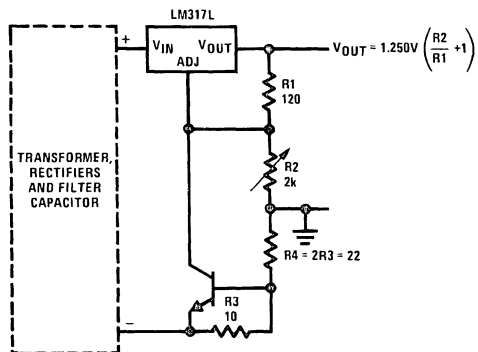 LM317L
+
VIN VOUT
ADJ
VOUT = 1.250V (R2/R1 +1)
R1
120
TRANSFORMER,
RECTIFIERS
AND FILTER
CAPACITOR
R2
2k
R4 = 2R3 = 22
R3
10
−